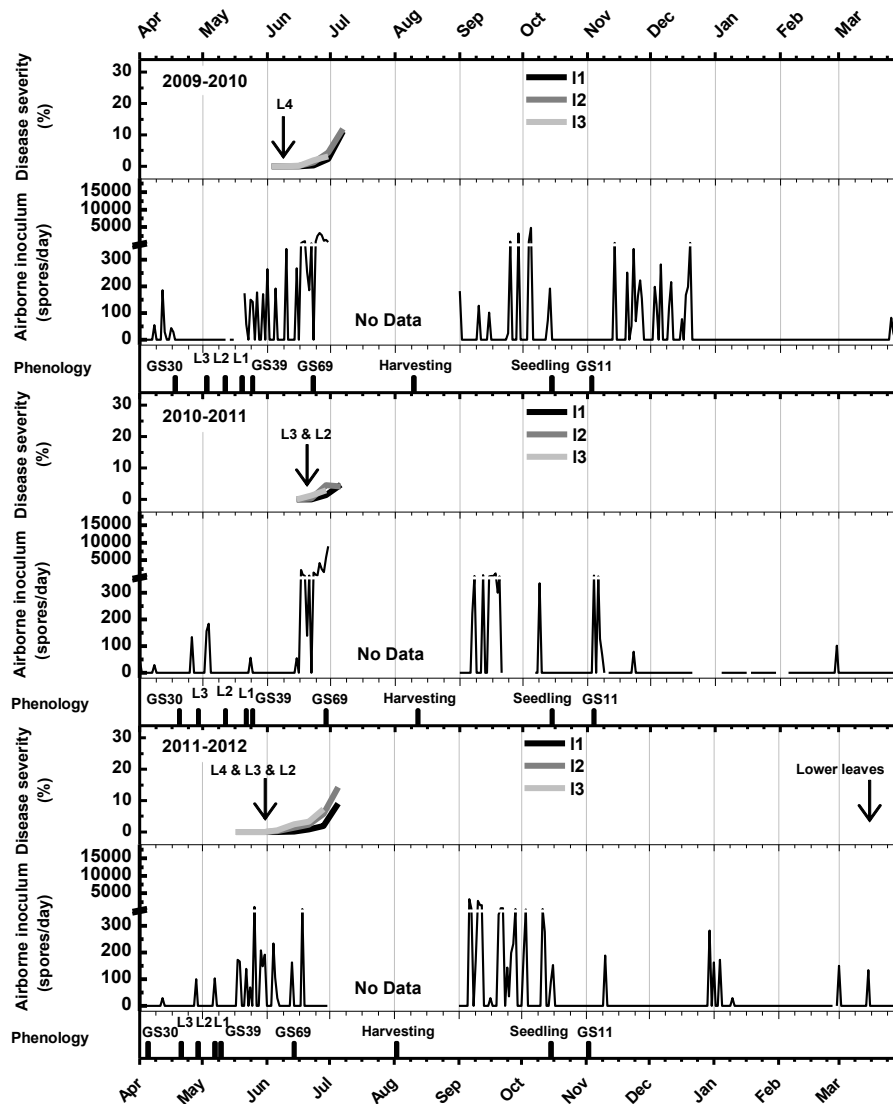 Apr May Jun Jul Aug Sep Oct Nov Dec Jan Feb Mar
Disease severity
(%)
30
20
10
0
2009-2010
L4
I1
I2
I3
Airborne inoculum
(spores/day)
15000
10000
5000
300
200
100
0
No Data
Phenology
GS30 L3 L2 L1 GS39 GS69 Harvesting Seedling GS11
Disease severity
(%)
30
20
10
0
2010-2011
L3 & L2
I1
I2
I3
Airborne inoculum
(spores/day)
15000
10000
5000
300
200
100
0
No Data
Phenology
GS30 L3 L2 L1 GS39 GS69 Harvesting Seedling GS11
Disease severity
(%)
30
20
10
0
2011-2012
L4 & L3 & L2
I1
I2
I3
Lower leaves
Airborne inoculum
(spores/day)
15000
10000
5000
300
200
100
0
No Data
Phenology
GS30 L3 L2 L1 GS39 GS69 Harvesting Seedling GS11
Apr May Jun Jul Aug Sep Oct Nov Dec Jan Feb Mar